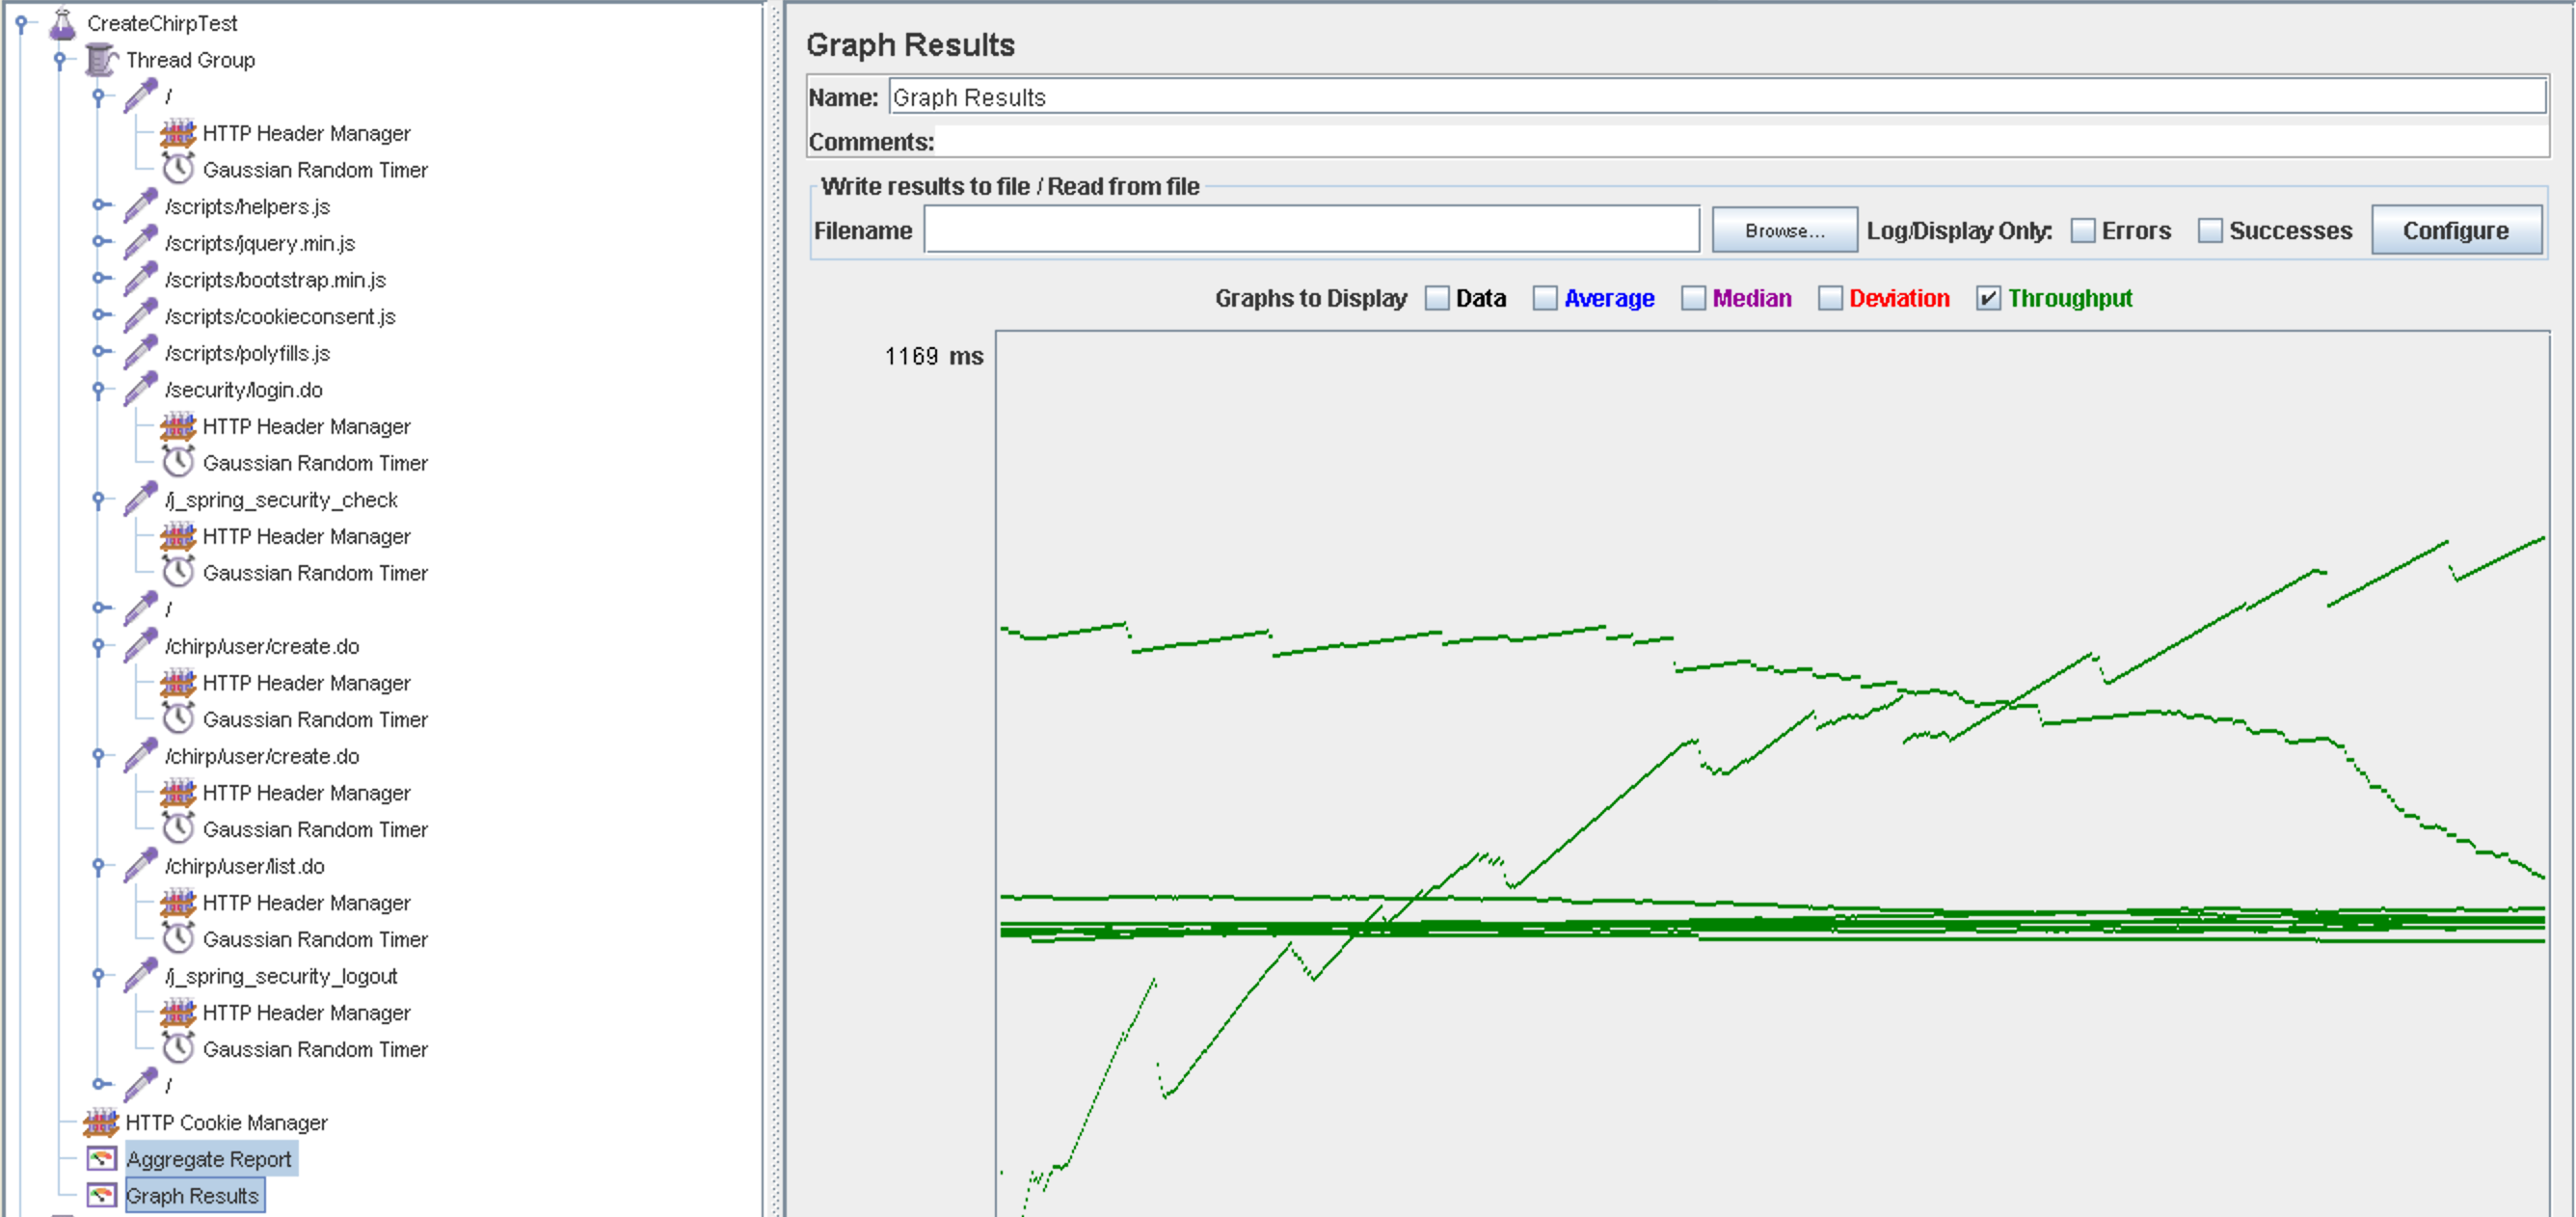 CreateChirpTest
Thread Group
/
HTTP Header Manager
Gaussian Random Timer
/scripts/helpers.js
/scripts/jquery.min.js
/scripts/bootstrap.min.js
/scripts/cookieconsent.js
/scripts/polyfills.js
/security/login.do
HTTP Header Manager
Gaussian Random Timer
/j_spring_security_check
HTTP Header Manager
Gaussian Random Timer
/
/chirp/user/create.do
HTTP Header Manager
Gaussian Random Timer
/chirp/user/create.do
HTTP Header Manager
Gaussian Random Timer
/chirp/user/list.do
HTTP Header Manager
Gaussian Random Timer
/j_spring_security_logout
HTTP Header Manager
Gaussian Random Timer
/
HTTP Cookie Manager
Aggregate Report
Graph Results
Graph Results
Name: Graph Results
Comments:
Write results to file / Read from file
Filename Browse... Log/Display Only: Errors Successes Configure
Graphs to Display Data Average Median Deviation Throughput
1169 ms